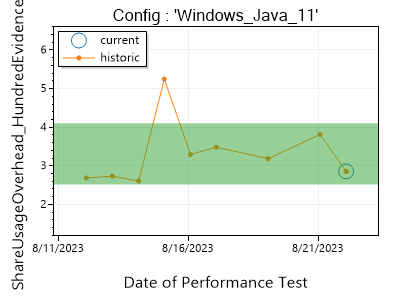 Config : 'Windows_Java_11'
ShareUsageOverhead_HundredEvidence
current
historic
6
5
4
3
2
8/11/2023
8/16/2023
8/21/2023
Date of Performance Test